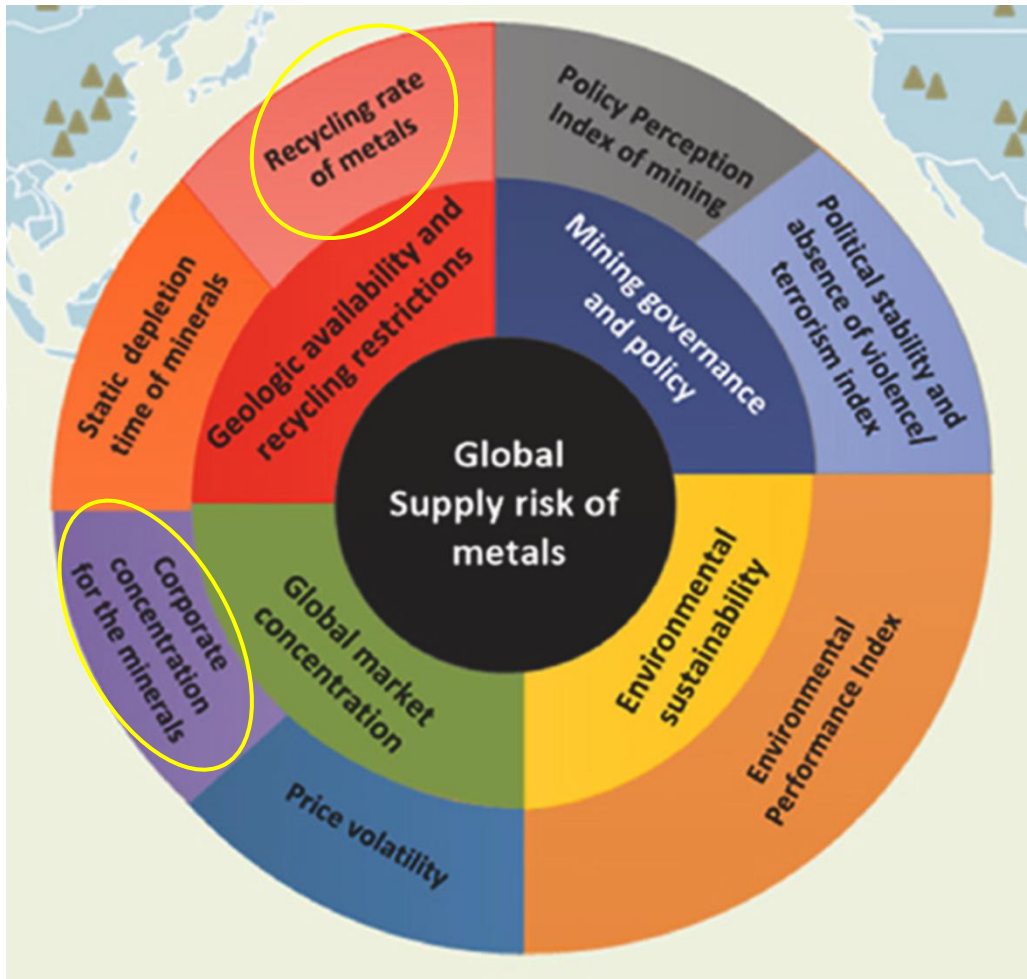 Recycling rate
of metals
Policy Perception
Index of mining
Political stability and
absence of violence/
terrorism index
Static depletion
time of minerals
Geologic availability and
recycling restrictions
Mining governance
and policy
Global
Supply risk of
metals
Corporate
concentration
for the minerals
Global market
concentration
Environmental
sustainability
Environmental
Performance Index
Price volatility